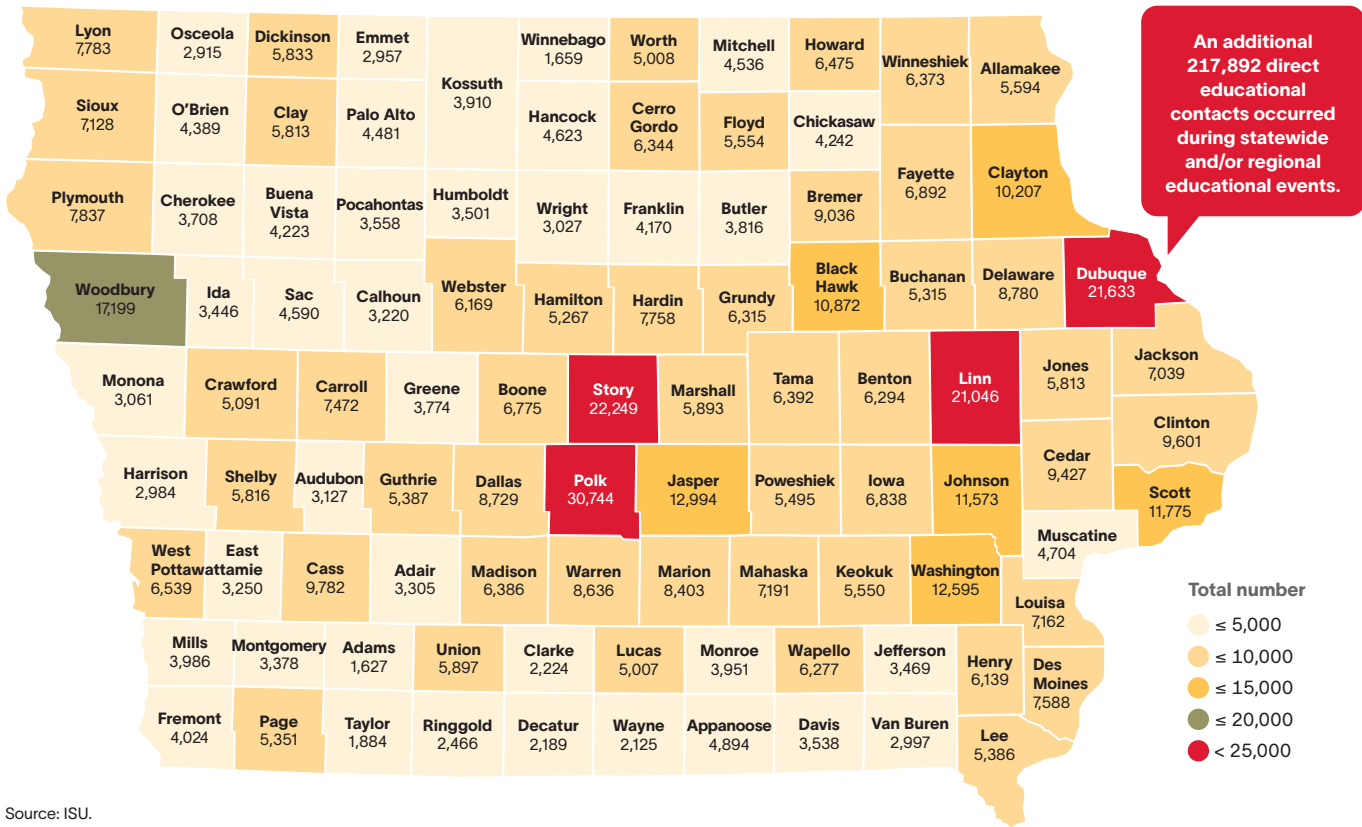 Lyon
7,783
Osceola
2,915
Dickinson
5,833
Emmet
2,957
Kossuth
3,910
Winnebago
1,659
Worth
5,008
Mitchell
4,536
Howard
6,475
Winneshiek
6,373
Allamakee
5,594
An additional
217,892 direct
educational
contacts occurred
during statewide
and/or regional
educational events.
Sioux
7,128
O’Brien
4,389
Clay
5,813
Palo Alto
4,481
Hancock
4,623
Cerro
Gordo
6,344
Floyd
5,554
Chickasaw
4,242
Fayette
6,892
Clayton
10,207
Plymouth
7,837
Cherokee
3,708
Buena
Vista
4,223
Pocahontas
3,558
Humboldt
3,501
Wright
3,027
Franklin
4,170
Butler
3,816
Bremer
9,036
Woodbury
17,199
Ida
3,446
Sac
4,590
Calhoun
3,220
Webster
6,169
Hamilton
5,267
Hardin
7,758
Grundy
6,315
Black
Hawk
10,872
Buchanan
5,315
Delaware
8,780
Dubuque
21,633
Monona
3,061
Crawford
5,091
Carroll
7,472
Greene
3,774
Boone
6,775
Story
22,249
Marshall
5,893
Tama
6,392
Benton
6,294
Linn
21,046
Jones
5,813
Jackson
7,039
Clinton
9,601
Harrison
2,984
Shelby
5,816
Audubon
3,127
Guthrie
5,387
Dallas
8,729
Polk
30,744
Jasper
12,994
Poweshiek
5,495
Iowa
6,838
Johnson
11,573
Cedar
9,427
Scott
11,775
Muscatine
4,704
West East
Pottawattamie
6,539 3,250
Cass
9,782
Adair
3,305
Madison
6,386
Warren
8,636
Marion
8,403
Mahaska
7,191
Keokuk
5,550
Washington
12,595
Louisa
7,162
Mills
3,986
Montgomery
3,378
Adams
1,627
Union
5,897
Clarke
2,224
Lucas
5,007
Monroe
3,951
Wapello
6,277
Jefferson
3,469
Henry
6,139
Des
Moines
7,588
Fremont
4,024
Page
5,351
Taylor
1,884
Ringgold
2,466
Decatur
2,189
Wayne
2,125
Appanoose
4,894
Davis
3,538
Van Buren
2,997
Lee
5,386
Total number
≤ 5,000
≤ 10,000
≤ 15,000
≤ 20,000
< 25,000
Source: ISU.